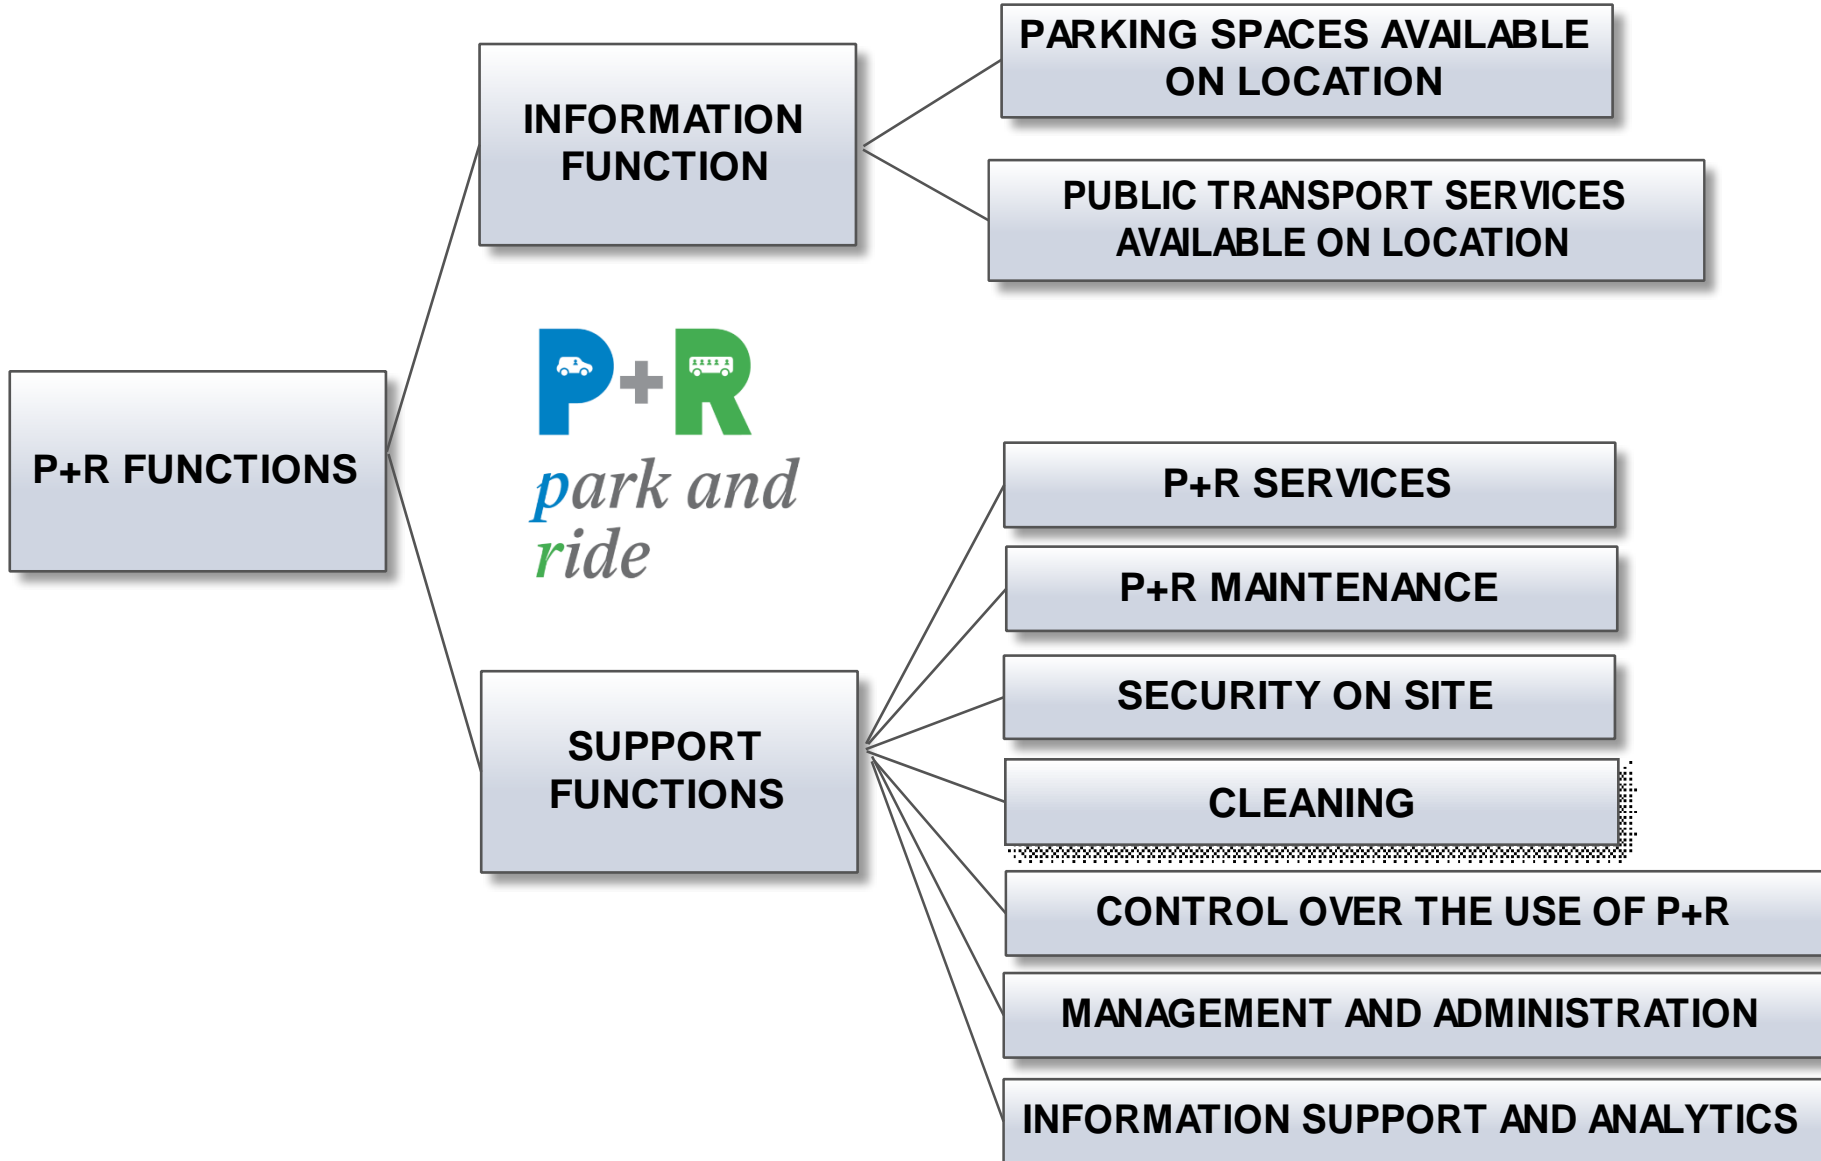 PARKING SPACES AVAILABLE
ON LOCATION
INFORMATION
FUNCTION
PUBLIC TRANSPORT SERVICES
AVAILABLE ON LOCATION
P+R
park and
ride
P+R FUNCTIONS
P+R SERVICES
P+R MAINTENANCE
SECURITY ON SITE
SUPPORT
FUNCTIONS
CLEANING
CONTROL OVER THE USE OF P+R
MANAGEMENT AND ADMINISTRATION
INFORMATION SUPPORT AND ANALYTICS